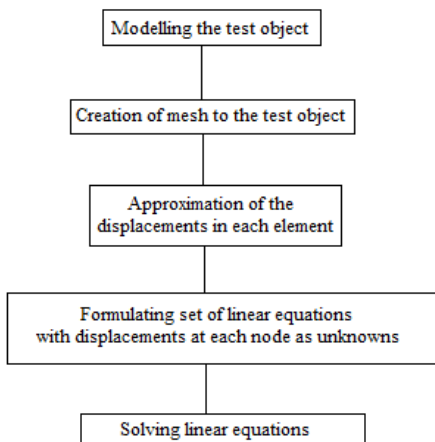 Modelling the test object
Creation of mesh to the test object
Approximation of the
displacements in each element
Formulating set of linear equations
with displacements at each node as unknowns
Solving linear equations